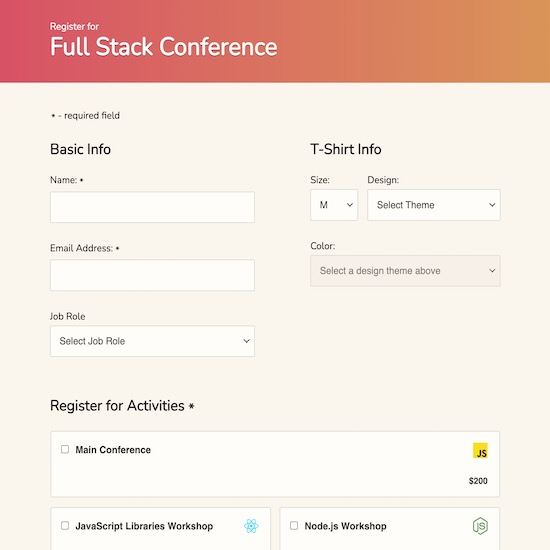 Register for
Full Stack Conference
* - required field
Basic Info
Name: *
Email Address: *
Job Role
Select Job Role
T-Shirt Info
Size:
M
Design:
Select Theme
Color:
Select a design theme above
Register for Activities *
Main Conference
JS
$200
JavaScript Libraries Workshop
Node.js Workshop
JS